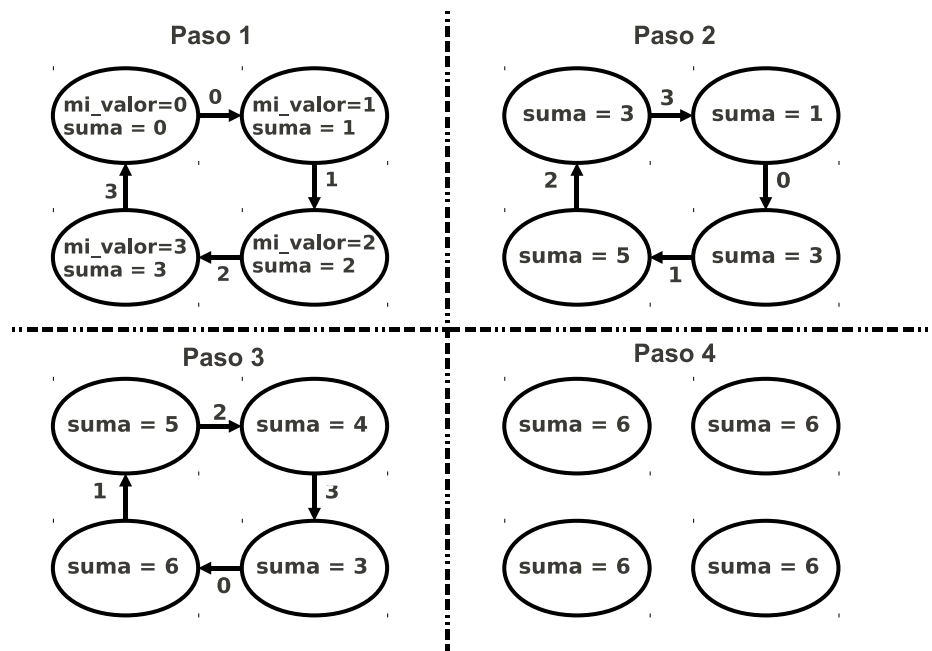 Paso 1
mi_valor=0
suma = 0
0
mi_valor=1
suma = 1
3
1
mi_valor=3
suma = 3
2
mi_valor=2
suma = 2
Paso 2
suma = 3
3
suma = 1
2
0
suma = 5
1
suma = 3
Paso 3
suma = 5
2
suma = 4
1
3
suma = 6
0
suma = 3
Paso 4
suma = 6
suma = 6
suma = 6
suma = 6